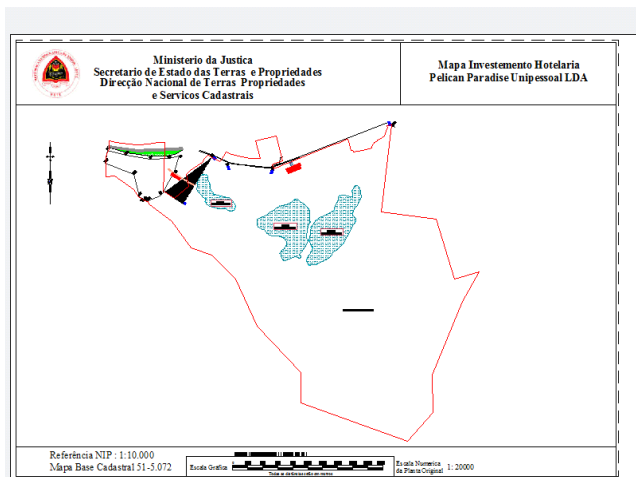 Ministerio da Justica
Secretario de Estado das Terras e Propriedades
Direcção Nacional de Terras Propriedades
e Servicos Cadastrais
Mapa Investemento Hotelaria
Pelican Paradise Unipessoal LDA
Referência NIP : 1:10.000
Mapa Base Cadastral 51-5.072
Escala Gráfica
Escala Numerica
da Planta Original 1: 20000